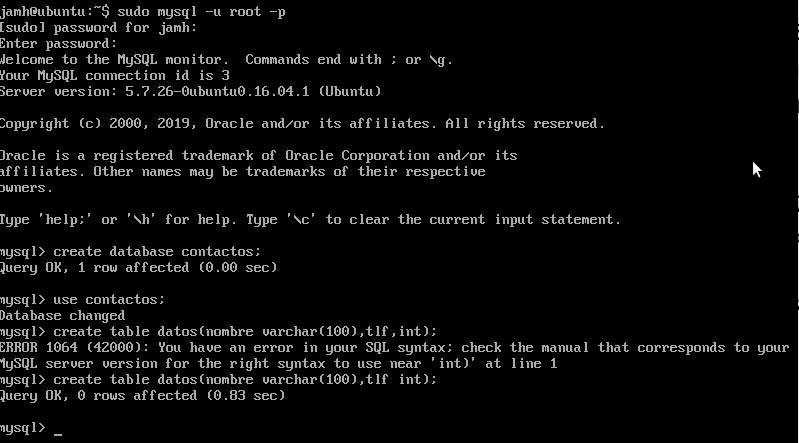 jamh@ubuntu:~$ sudo mysql -u root -p
[sudo] password for jamh:
Enter password:
Welcome to the MySQL monitor.  Commands end with ; or \g.
Your MySQL connection id is 3
Server version: 5.7.26-0ubuntu0.16.04.1 (Ubuntu)
Copyright (c) 2000, 2019, Oracle and/or its affiliates. All rights reserved.
Oracle is a registered trademark of Oracle Corporation and/or its
affiliates. Other names may be trademarks of their respective
owners.
Type 'help;' or '\h' for help. Type '\c' to clear the current input statement.
mysql> create database contactos;
Query OK, 1 row affected (0.00 sec)
mysql> use contactos;
Database changed
mysql> create table datos(nombre varchar(100),tlf,int);
ERROR 1064 (42000): You have an error in your SQL syntax; check the manual that corresponds to your
MySQL server version for the right syntax to use near 'int)' at line 1
mysql> create table datos(nombre varchar(100),tlf int);
Query OK, 0 rows affected (0.83 sec)
mysql> _